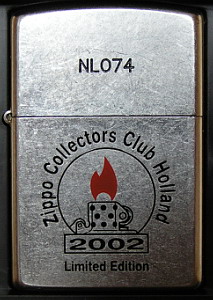 NL074
Zippo Collectors Club Holland
2002
Limited Edition